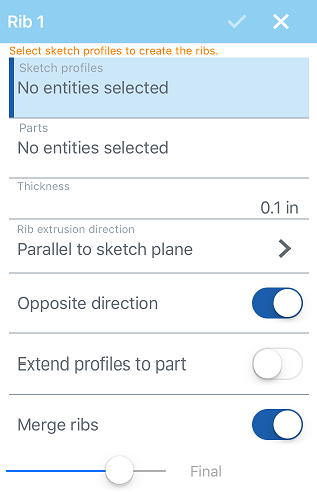 Rib 1
Select sketch profiles to create the ribs.
Sketch profiles
No entities selected
Parts
No entities selected
Thickness
0.1 in
Rib extrusion direction
Parallel to sketch plane
Opposite direction
Extend profiles to part
Merge ribs
Final